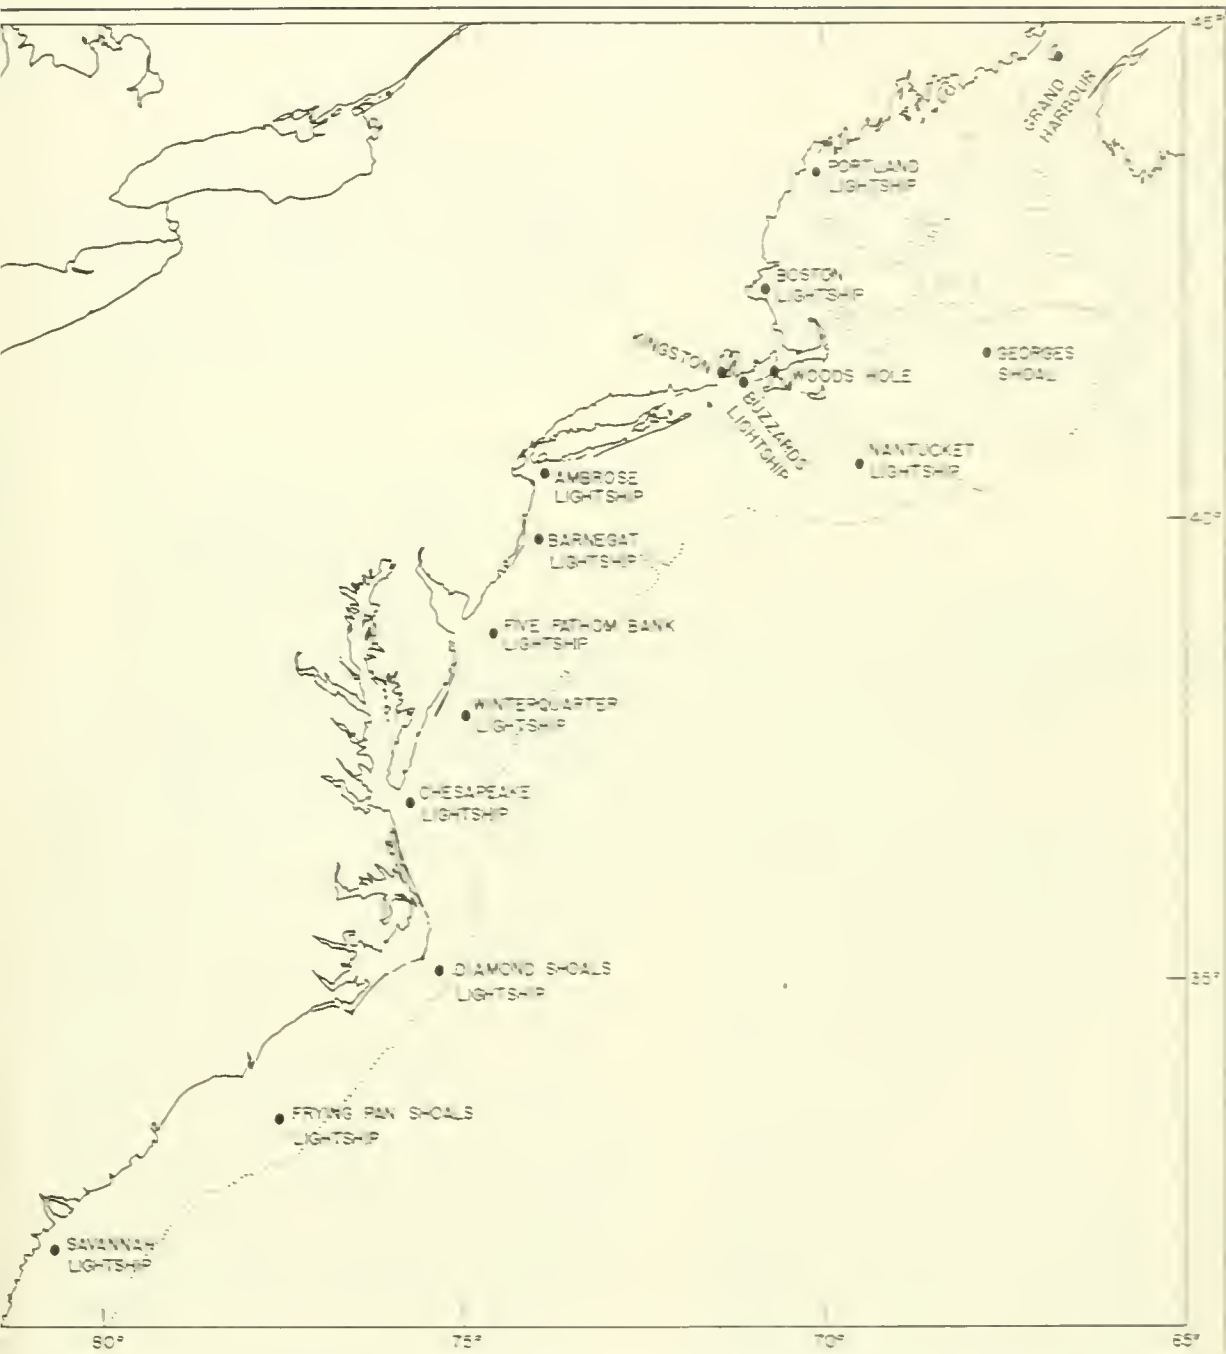 45°
GRAND
HARBOUR
PORTLAND
LIGHTSHIP
BOSTON
LIGHTSHIP
KINGSTON
WOODS HOLE
GEORGES
SHOAL
BUZZARDS
LIGHTSHIP
NANTUCKET
LIGHTSHIP
AMBROSE
LIGHTSHIP
40°
BARNEGAT
LIGHTSHIP
FIVE FATHOM BANK
LIGHTSHIP
WINTERQUARTER
LIGHTSHIP
CHESAPEAKE
LIGHTSHIP
DIAMOND SHOALS
LIGHTSHIP
35°
FRYING PAN SHOALS
LIGHTSHIP
SAVANNAH
LIGHTSHIP
80°
75°
70°
65°